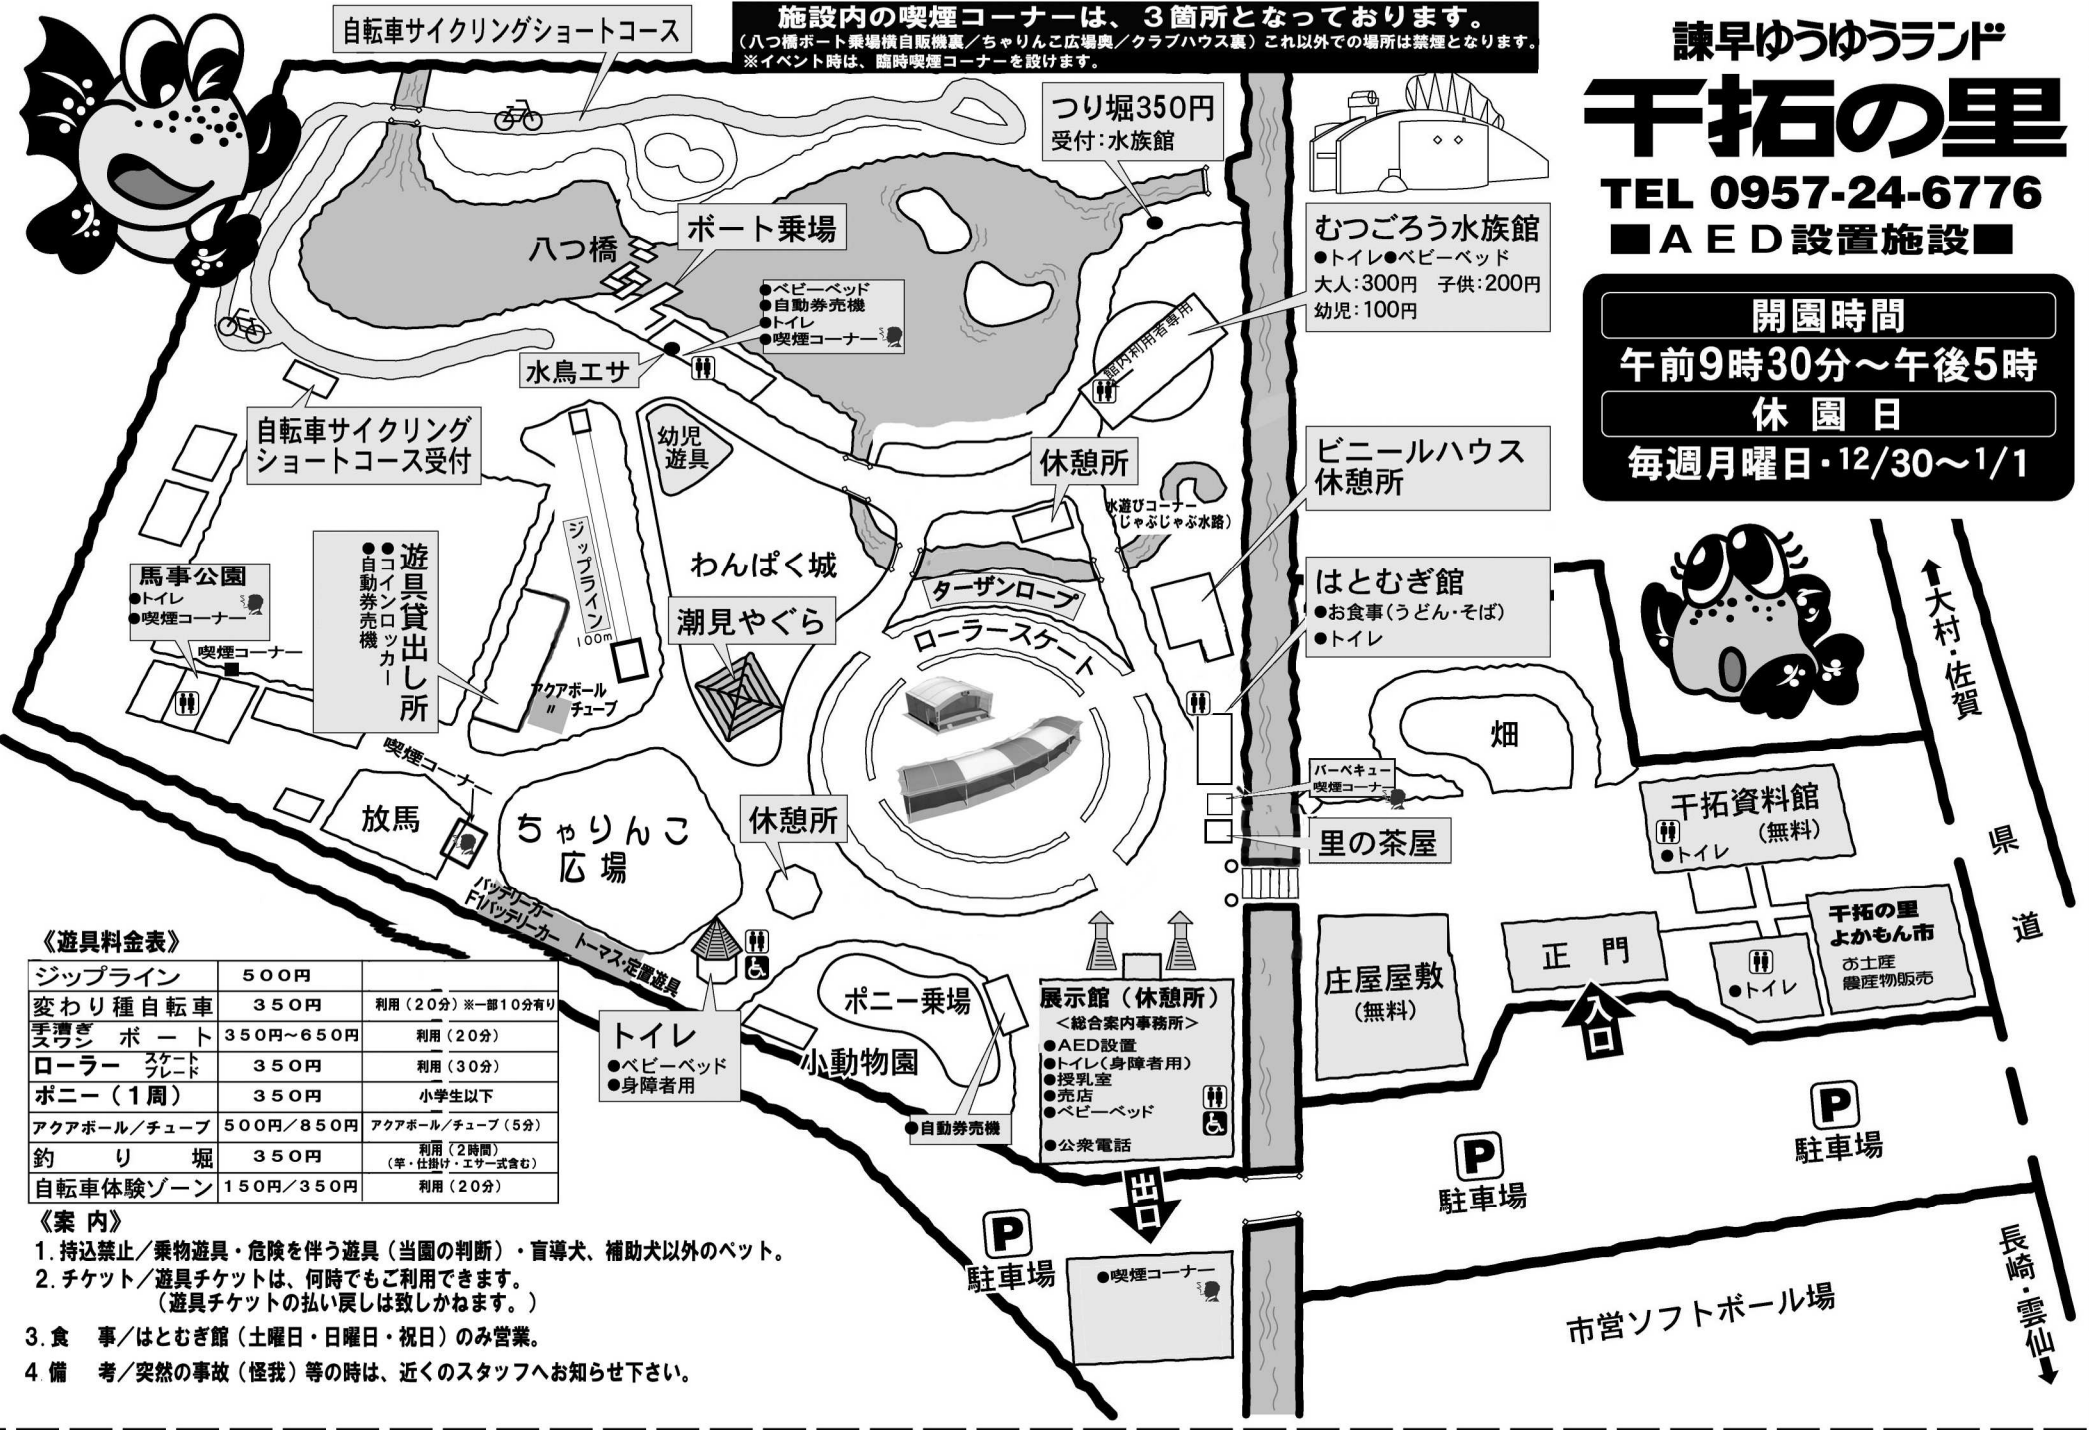 自転車サイクリングショートコース
施設内の喫煙コーナーは、3箇所となっております。
(八つ橋ボート乗場横自販機裏/ちゃりんこ広場奥/クラブハウス裏)これ以外での場所は禁煙となります。
※イベント時は、臨時喫煙コーナーを設けます。
諫早ゆうゆうランド
干拓の里
TEL 0957-24-6776
■AED設置施設■
開園時間
午前9時30分～午後5時
休園日
毎週月曜日・12/30～1/1
つり堀350円
受付:水族館
むつごろう水族館
●トイレ●ベビーベッド
大人:300円 子供:200円
幼児:100円
館内利用者専用
八つ橋
ボート乗場
●ベビーベッド
●自動券売機
●トイレ
●喫煙コーナー
水鳥エサ
自転車サイクリング
ショートコース受付
幼児
遊具
休憩所
水遊びコーナー
(じゃぶじゃぶ水路)
ビニールハウス
休憩所
ジップライン
100m
わんぱく城
ターザンロープ
ローラースケート
潮見やぐら
はとむぎ館
●お食事(うどん・そば)
●トイレ
馬事公園
●トイレ
●喫煙コーナー
喫煙コーナー
遊具貸出し所
●コインロッカー
●自動券売機
アクアボール
〃 チューブ
喫煙コーナー
放馬
ちゃりんこ
広場
休憩所
バーベキュー
喫煙コーナー
里の茶屋
畑
干拓資料館
(無料)
●トイレ
↑大村・佐賀
県道
干拓の里
よかもん市
お土産
農産物販売
●トイレ
正門
入口
庄屋屋敷
(無料)
バッテリーカー
F1バッテリーカー
トーマス・定置遊具
トイレ
●ベビーベッド
●身障者用
ポニー乗場
小動物園
●自動券売機
展示館(休憩所)
<総合案内事務所>
●AED設置
●トイレ(身障者用)
●授乳室
●売店
●ベビーベッド
●公衆電話
出口
P
駐車場
P
駐車場
P
駐車場
●喫煙コーナー
市営ソフトボール場
長崎・雲仙↓
《遊具料金表》
ジップライン 500円
変わり種自転車 350円 利用(20分)※一部10分有り
手漕ぎ スワン ボート 350円～650円 利用(20分)
ローラー スケート ブレード 350円 利用(30分)
ポニー(1周) 350円 小学生以下
アクアボール/チューブ 500円/850円 アクアボール/チューブ(5分)
釣り堀 350円 利用(2時間)
(竿・仕掛け・エサ一式含む)
自転車体験ゾーン 150円/350円 利用(20分)
《案 内》
1.持込禁止/乗物遊具・危険を伴う遊具(当園の判断)・盲導犬、補助犬以外のペット。
2.チケット/遊具チケットは、何時でもご利用できます。
(遊具チケットの払い戻しは致しかねます。)
3.食 事/はとむぎ館(土曜日・日曜日・祝日)のみ営業。
4.備 考/突然の事故(怪我)等の時は、近くのスタッフへお知らせ下さい。